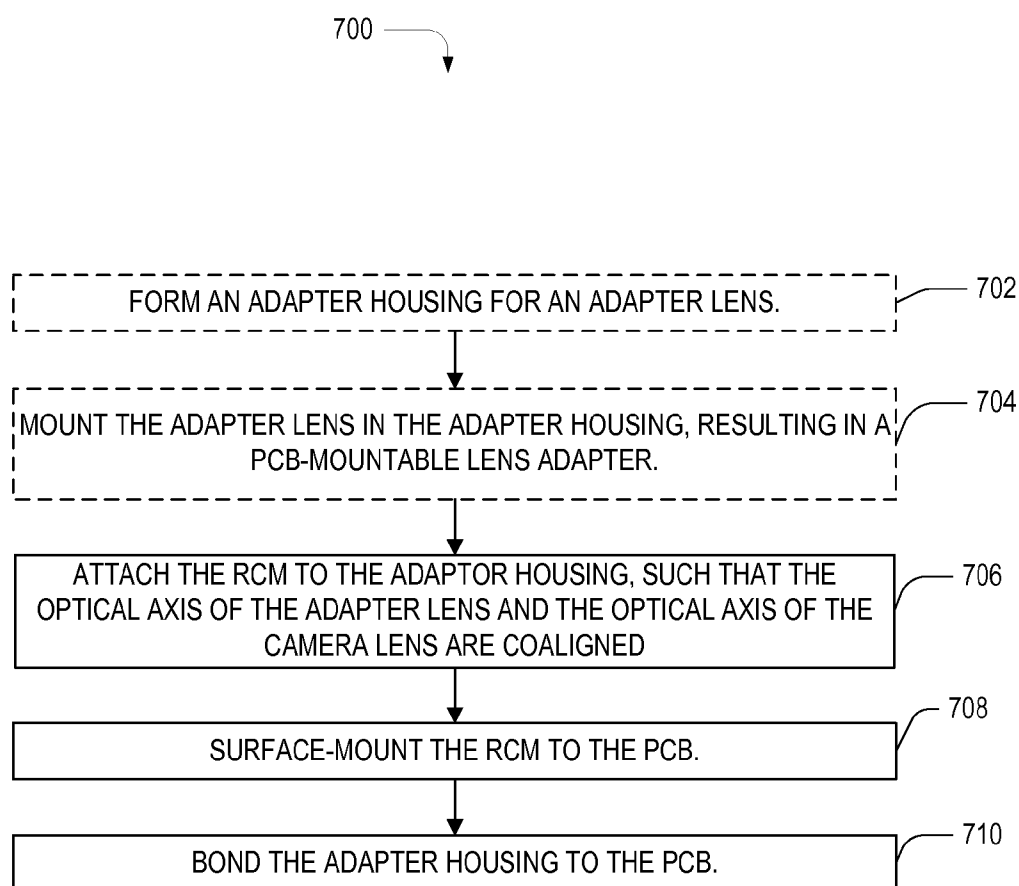 700
FORM AN ADAPTER HOUSING FOR AN ADAPTER LENS.
702
MOUNT THE ADAPTER LENS IN THE ADAPTER HOUSING, RESULTING IN A
PCB-MOUNTABLE LENS ADAPTER.
704
ATTACH THE RCM TO THE ADAPTOR HOUSING, SUCH THAT THE
OPTICAL AXIS OF THE ADAPTER LENS AND THE OPTICAL AXIS OF THE
CAMERA LENS ARE COALIGNED
706
SURFACE-MOUNT THE RCM TO THE PCB.
708
BOND THE ADAPTER HOUSING TO THE PCB.
710